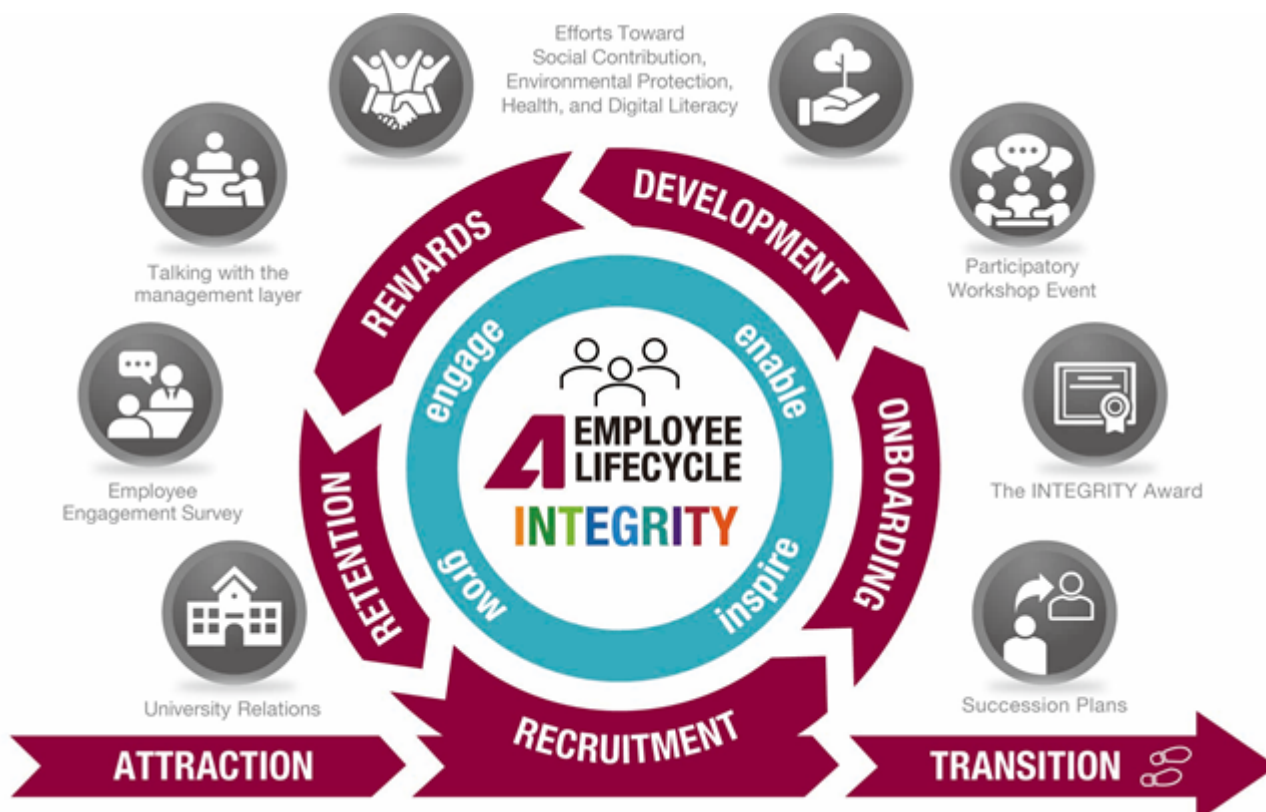 Efforts Toward
Social Contribution,
Environmental Protection,
Health, and Digital Literacy
Talking with the
management layer
Participatory
Workshop Event
Employee
Engagement Survey
The INTEGRITY Award
University Relations
Succession Plans
REWARDS
DEVELOPMENT
ONBOARDING
RETENTION
RECRUITMENT
engage
enable
grow
inspire
A EMPLOYEE
LIFECYCLE
INTEGRITY
ATTRACTION
TRANSITION